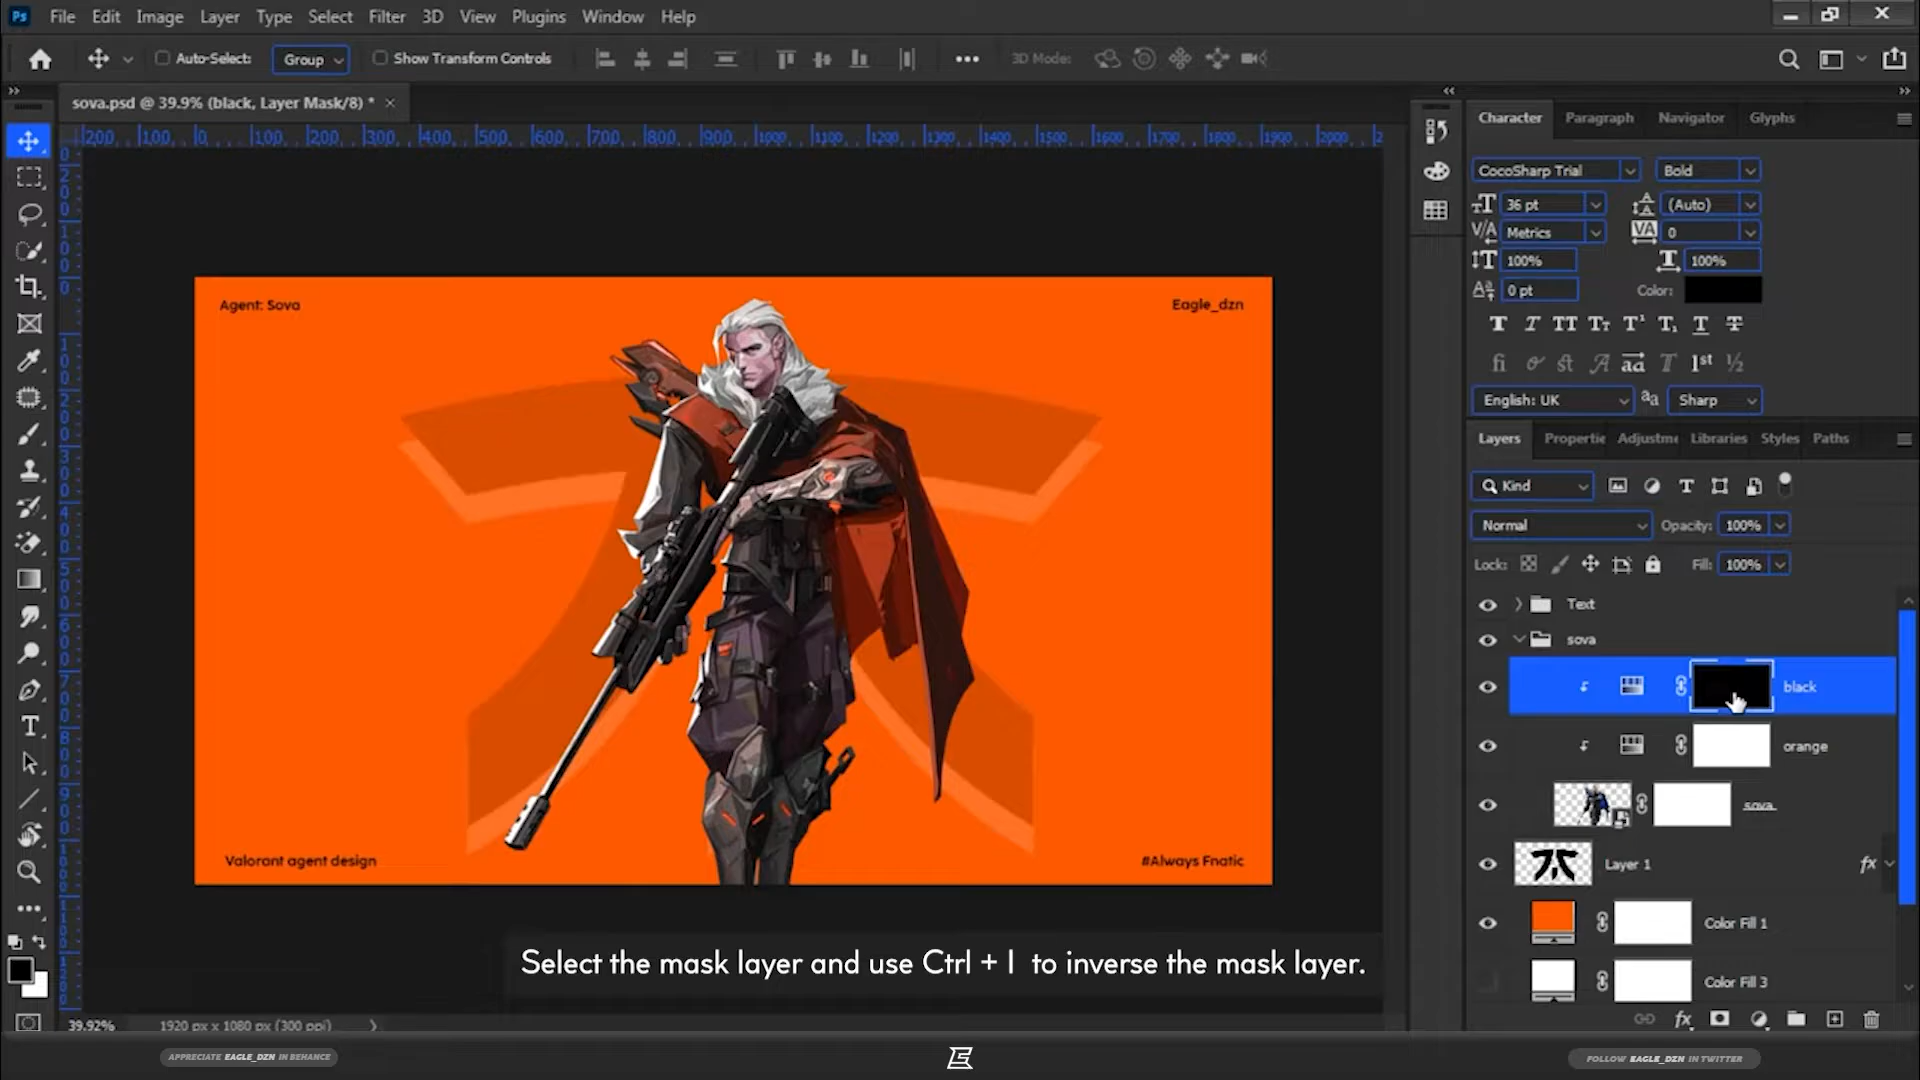 Ps File Edit Image Layer Type Select Filter 3D View Plugins Window Help
Auto-Select: Group Show Transform Controls 3D Mode:
sova.psd @ 39.9% (black, Layer Mask/8) *
Character Paragraph Navigator Glyphs
CocoSharp Trial Bold
36 pt (Auto)
Metrics 0
100% 100%
0 pt Color:
English: UK Sharp
Layers Properties Adjustme Libraries Styles Paths
Kind
Normal Opacity: 100%
Lock: Fill: 100%
Text
sova
black
orange
sova
Layer 1 fx
Color Fill 1
Color Fill 3
Agent: Sova
Eagle_dzn
Valorant agent design
#Always Fnatic
Select the mask layer and use Ctrl + I to inverse the mask layer.
39.92% 1920 px x 1080 px (300 ppi)
APPRECIATE EAGLE_DZN IN BEHANCE
FOLLOW EAGLE_DZN IN TWITTER